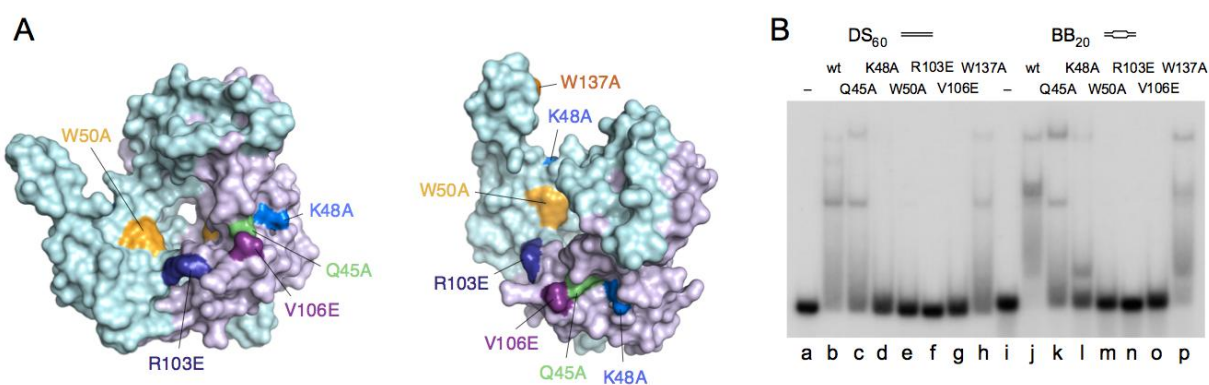 A
W50A
K48A
Q45A
V106E
R103E
W137A
K48A
W50A
R103E
V106E
Q45A
K48A
B
DS60 BB20
wt K48A R103E W137A wt K48A R103E W137A
– Q45A W50A V106E – Q45A W50A V106E
a b c d e f g h i j k l m n o p